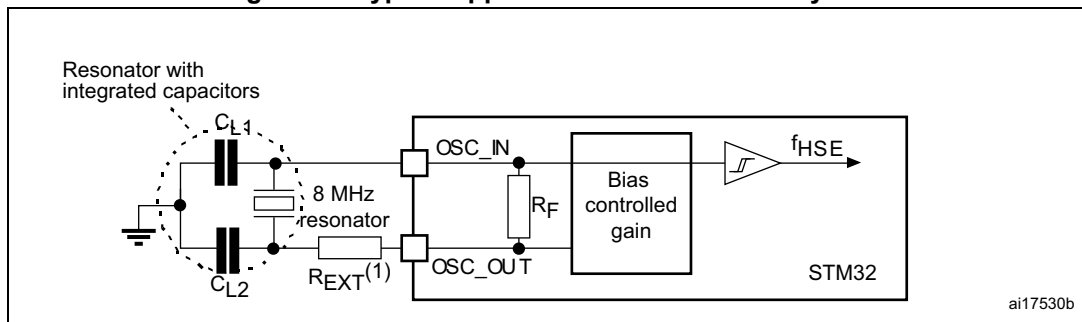 Resonator with
integrated capacitors
CL1
OSC_IN
fHSE
8 MHz
resonator
RF
Bias
controlled
gain
REXT(1)
OSC_OUT
STM32
CL2
ai17530b